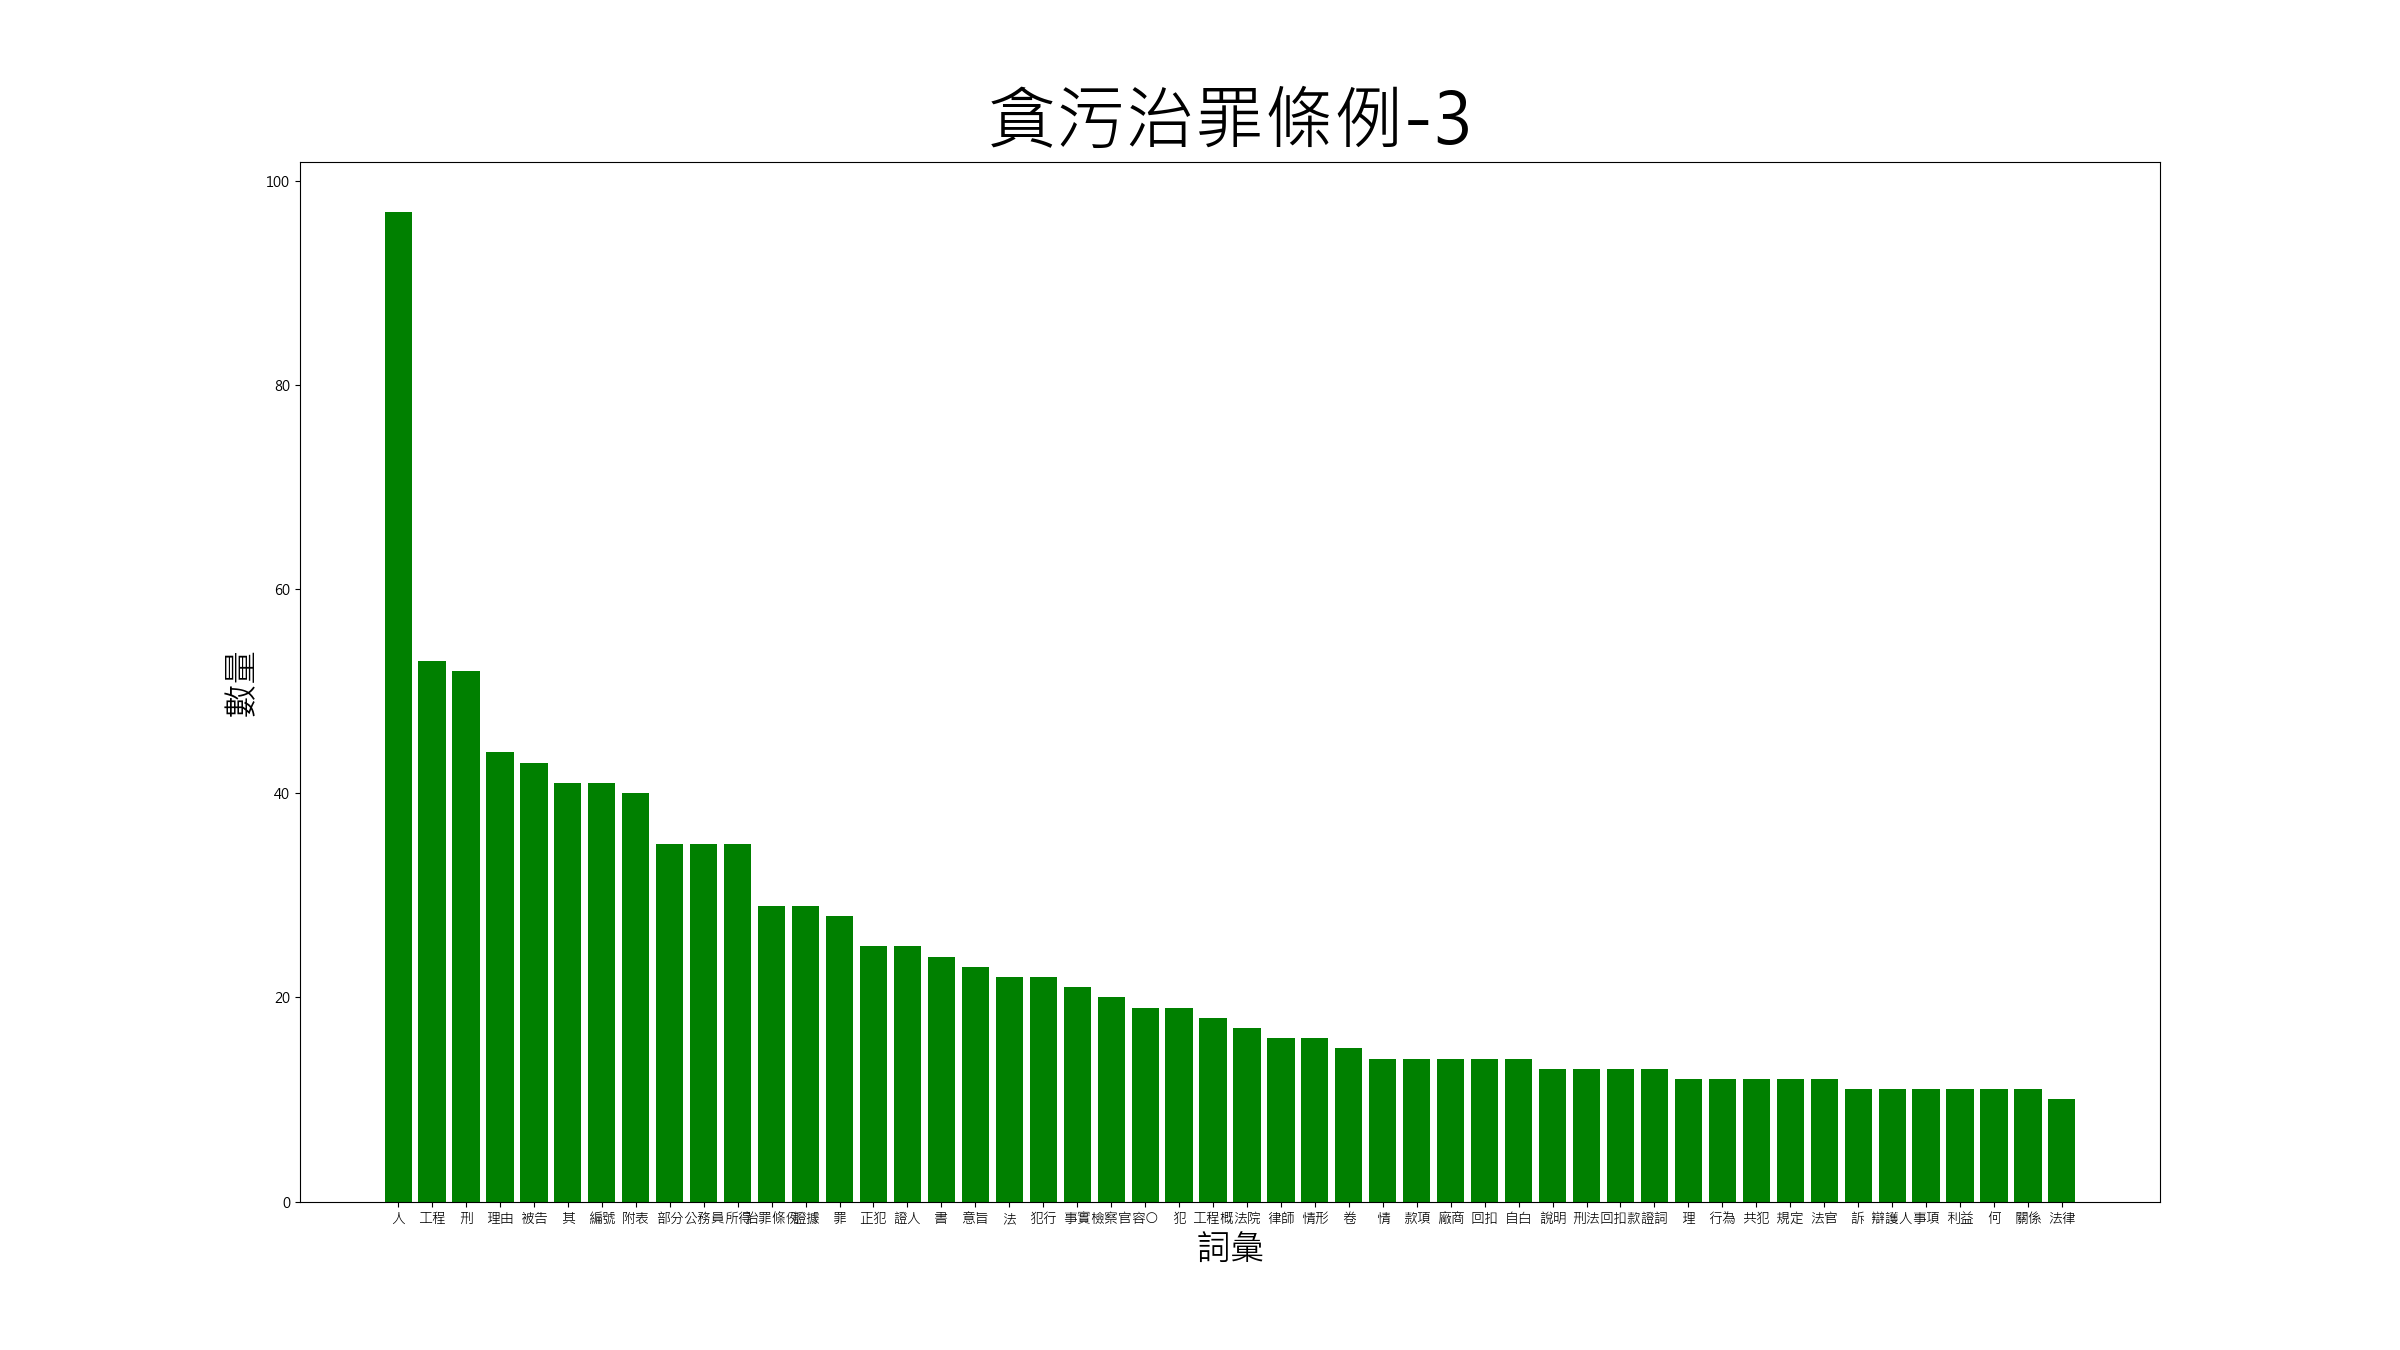 貪污治罪條例-3
100
80
60
40
20
0
數量
人 工程 刑 理由 被告 其 編號 附表 部分 公務員 所得 治罪條例 證據 罪 正犯 證人 書 意旨 法 犯行 事實 檢察官 容〇 犯 工程概 法院 律師 情形 卷 情 款項 廠商 回扣 自白 說明 刑法 回扣款 證詞 理 行為 共犯 規定 法官 訴 辯護人 事項 利益 何 關係 法律
詞彙